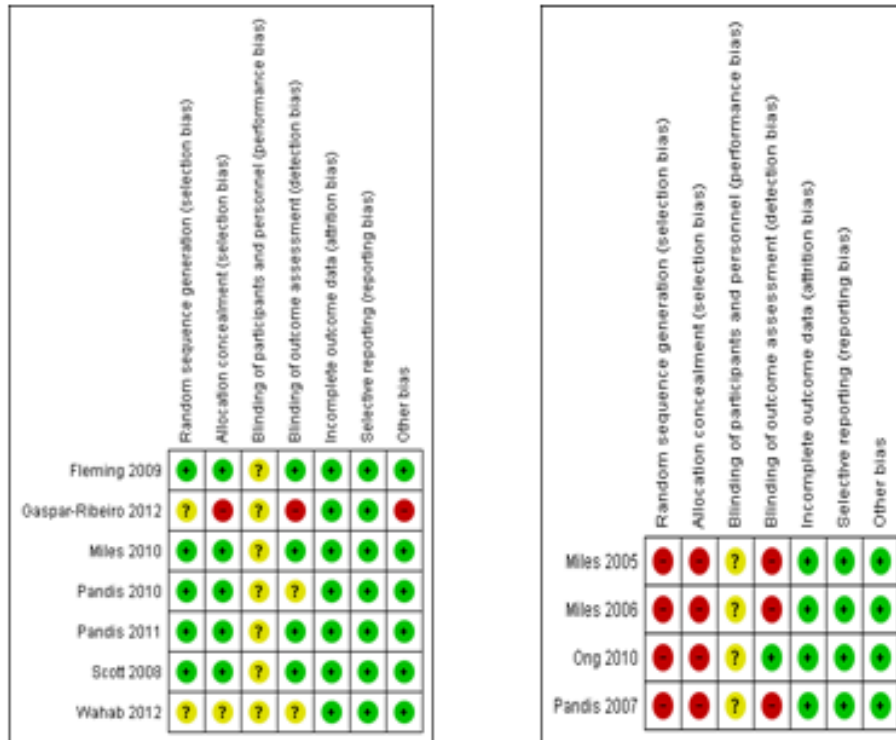 Random sequence generation (selection bias)
Allocation concealment (selection bias)
Blinding of participants and personnel (performance bias)
Blinding of outcome assessment (detection bias)
Incomplete outcome data (attrition bias)
Selective reporting (reporting bias)
Other bias
Fleming 2009 + + ? + + + +
Gaspar-Ribeiro 2012 ? - ? - + + -
Miles 2010 + + ? + + + +
Pandis 2010 + + ? ? + + +
Pandis 2011 + + ? + + + +
Scott 2008 + + ? + + + +
Wahab 2012 ? ? ? ? + + +
Random sequence generation (selection bias)
Allocation concealment (selection bias)
Blinding of participants and personnel (performance bias)
Blinding of outcome assessment (detection bias)
Incomplete outcome data (attrition bias)
Selective reporting (reporting bias)
Other bias
Miles 2005 - - ? - + + +
Miles 2006 - - ? - + + +
Ong 2010 - - ? + + + +
Pandis 2007 - - ? - + + +